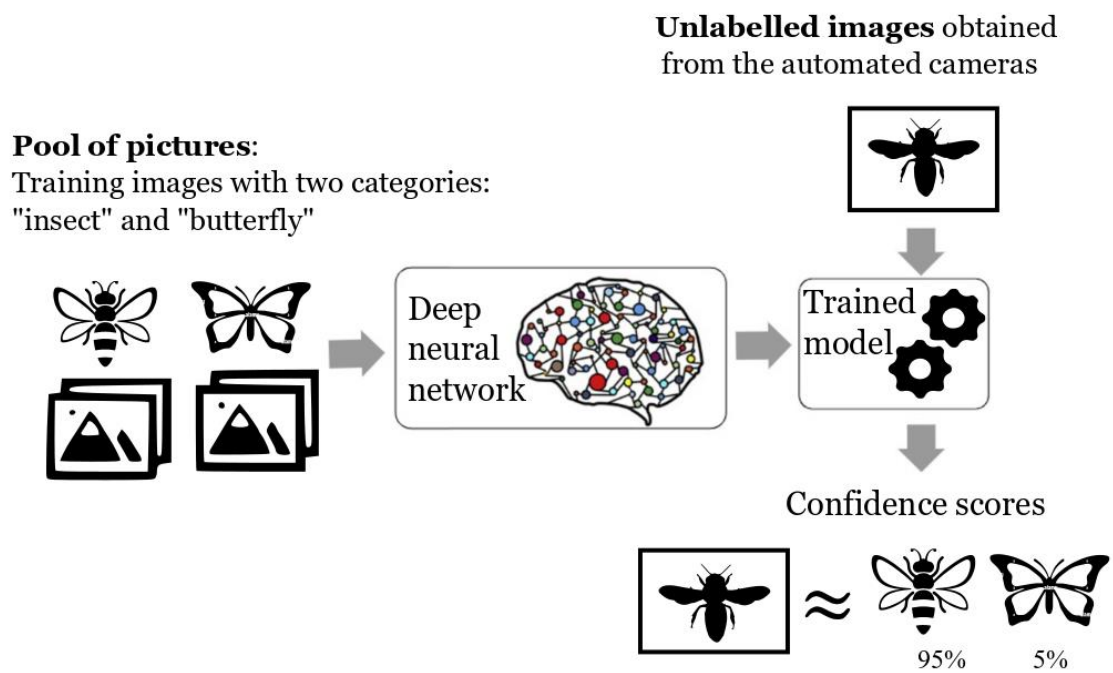 Unlabelled images obtained
from the automated cameras
Pool of pictures:
Training images with two categories:
"insect" and "butterfly"
Deep
neural
network
Trained
model
Confidence scores
95%
5%